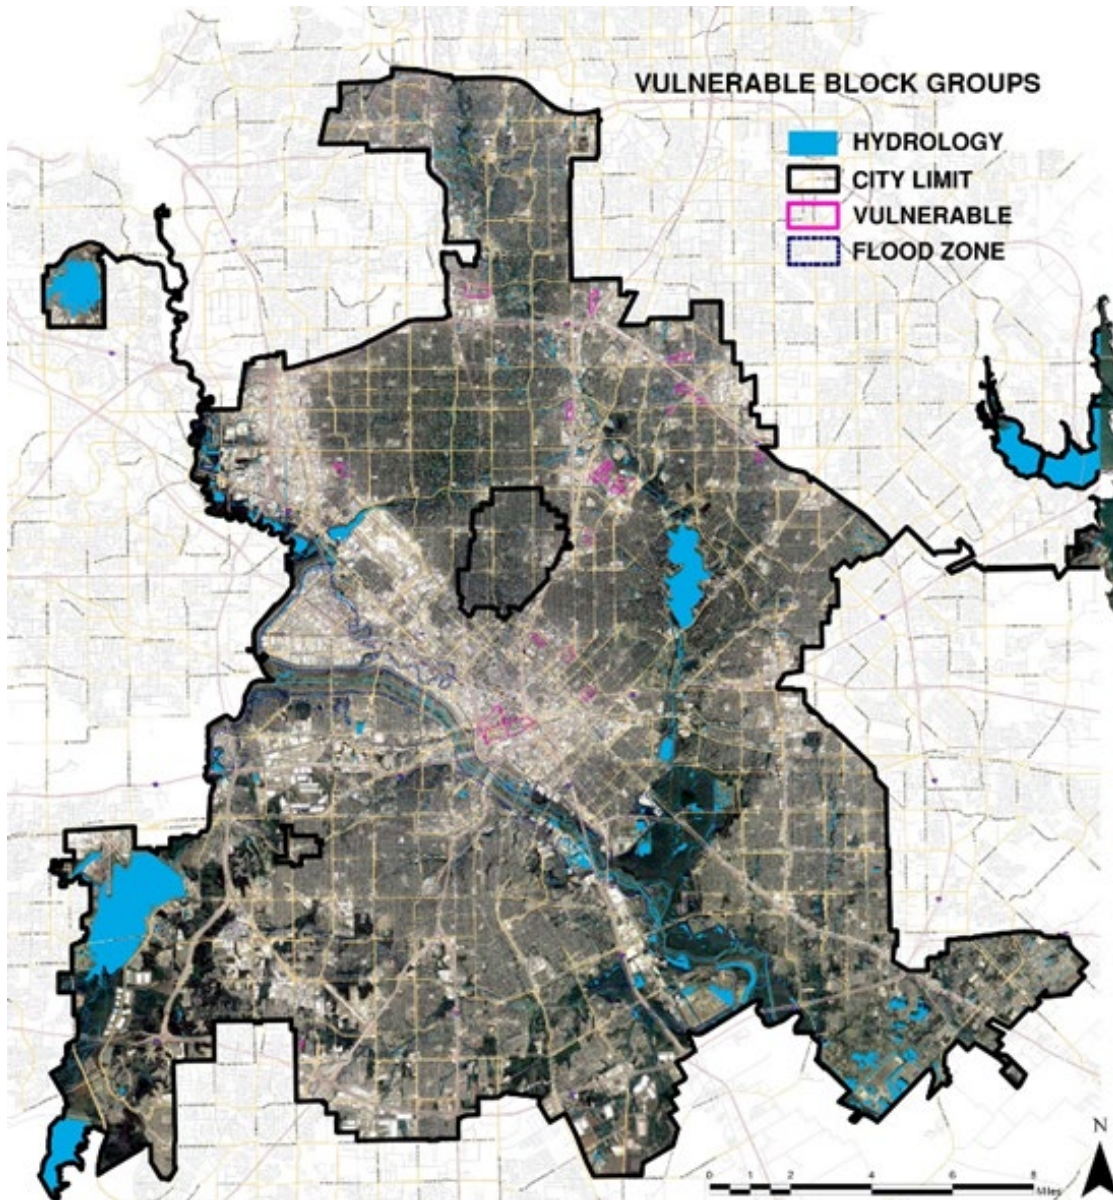 VULNERABLE BLOCK GROUPS
HYDROLOGY
CITY LIMIT
VULNERABLE
FLOOD ZONE
N
0 1 2 4 6 8
Miles